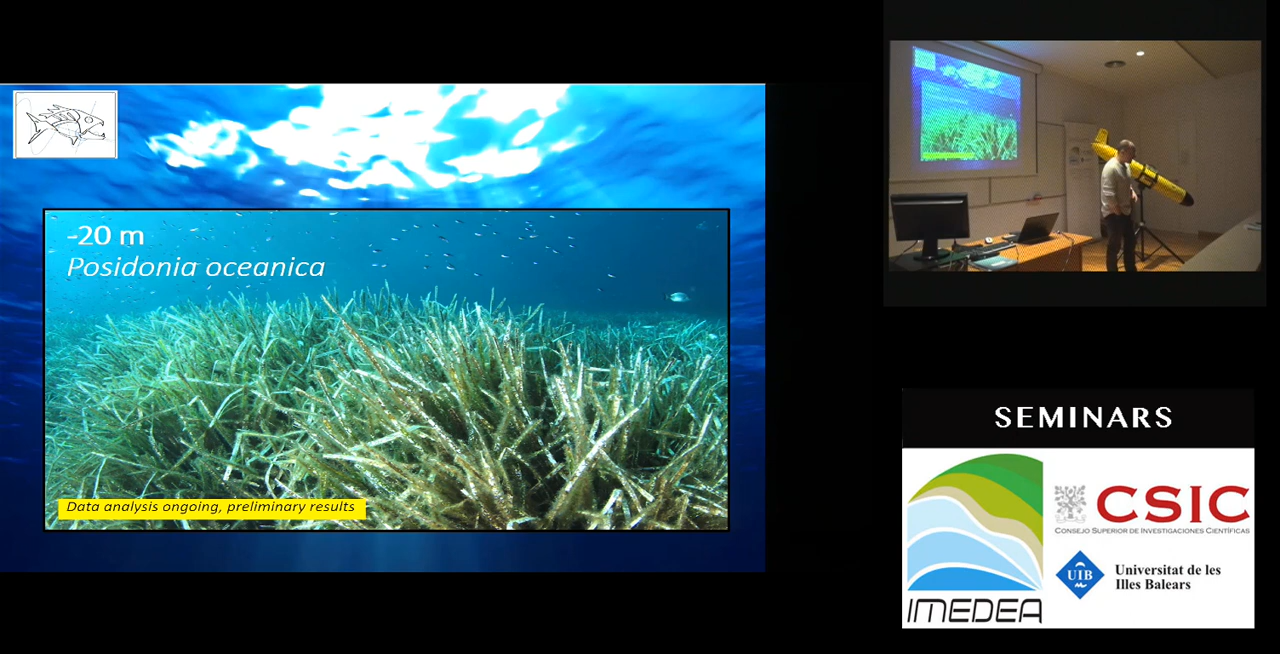 -20 m
Posidonia oceanica
Data analysis ongoing, preliminary results
SEMINARS
CSIC
CONSEJO SUPERIOR DE INVESTIGACIONES CIENTÍFICAS
UIB
Universitat de les
Illes Balears
IMEDEA